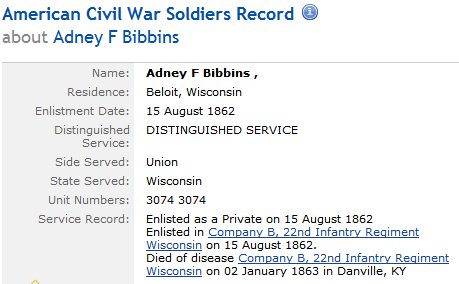 American Civil War Soldiers Record
about Adney F Bibbins
Name: Adney F Bibbins ,
Residence: Beloit, Wisconsin
Enlistment Date: 15 August 1862
Distinguished Service: DISTINGUISHED SERVICE
Side Served: Union
State Served: Wisconsin
Unit Numbers: 3074 3074
Service Record: Enlisted as a Private on 15 August 1862
Enlisted in Company B, 22nd Infantry Regiment
Wisconsin on 15 August 1862.
Died of disease Company B, 22nd Infantry Regiment
Wisconsin on 02 January 1863 in Danville, KY